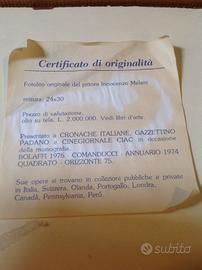 Certificato di originalità
Fotolito originale del pittore Innocenzo Melani
misura: 24x30
Prezzo di valutazione,
olio su tela, L. 2.000.000. Vedi libri d'arte
Presentato a CRONACHE ITALIANE, GAZZETTINO
PADANO e CINEGIORNALE CIAC in occasione
della monografia.
BOLAFFI 1976 - COMANDUCCI - ANNUARIO 1974
QUADRATO - ORIZZONTE 75.
Sue opere si trovano in collezioni pubbliche e private
in Italia, Svizzera, Olanda, Portogallo, Londra,
Canadà, Pennsylvania, Perù.
subito